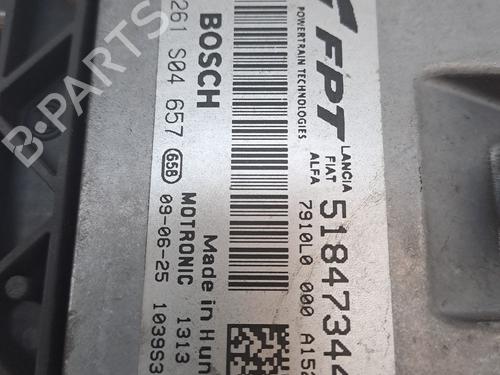 FPT
POWERTRAIN TECHNOLOGIES
LANCIA
FIAT
ALFA
51847344
7910L0 000
BOSCH
Made in Hun
261 S04 657
658
MOTRONIC 1313
09-06-25 1039S3
B-PARTS